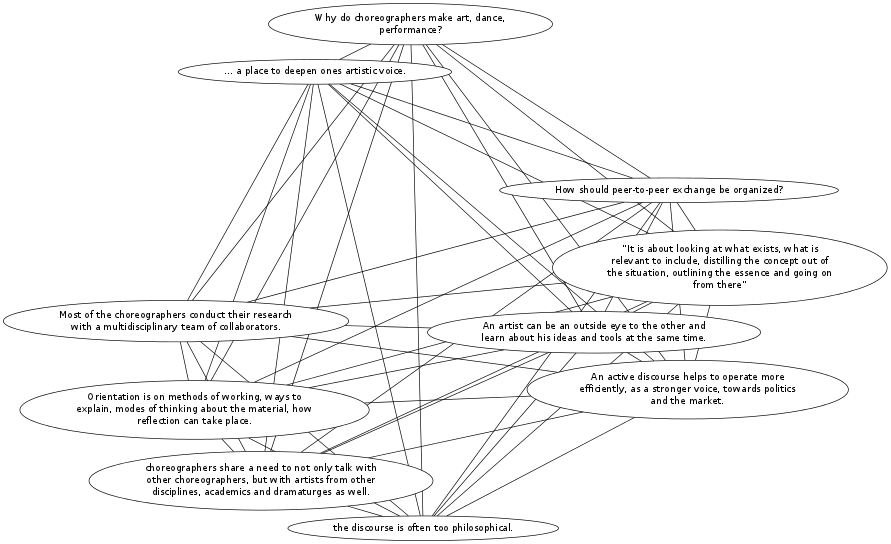 Why do choreographers make art, dance,
performance?
... a place to deepen ones artistic voice.
How should peer-to-peer exchange be organized?
"It is about looking at what exists, what is
relevant to include, distilling the concept out of
the situation, outlining the essence and going on
from there"
Most of the choreographers conduct their research
with a multidisciplinary team of collaborators.
An artist can be an outside eye to the other and
learn about his ideas and tools at the same time.
An active discourse helps to operate more
efficiently, as a stronger voice, towards politics
and the market.
Orientation is on methods of working, ways to
explain, modes of thinking about the material, how
reflection can take place.
choreographers share a need to not only talk with
other choreographers, but with artists from other
disciplines, academics and dramaturges as well.
the discourse is often too philosophical.